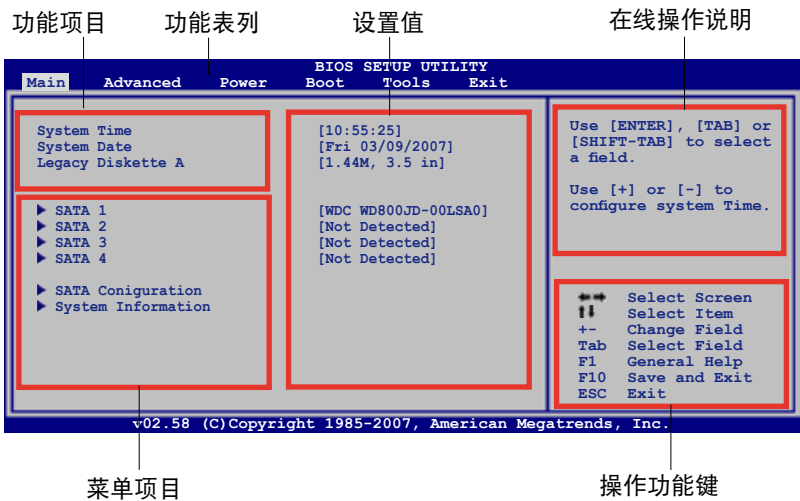 功能项目 功能表列 设置值 在线操作说明
BIOS SETUP UTILITY
Main Advanced Power Boot Tools Exit
System Time [10:55:25]
System Date [Fri 03/09/2007]
Legacy Diskette A [1.44M, 3.5 in]
SATA 1 [WDC WD800JD-00LSA0]
SATA 2 [Not Detected]
SATA 3 [Not Detected]
SATA 4 [Not Detected]
SATA Coniguration
System Information
Use [ENTER], [TAB] or
[SHIFT-TAB] to select
a field.
Use [+] or [-] to
configure system Time.
←→ Select Screen
↑↓ Select Item
+- Change Field
Tab Select Field
F1 General Help
F10 Save and Exit
ESC Exit
v02.58 (C)Copyright 1985-2007, American Megatrends, Inc.
菜单项目 操作功能键